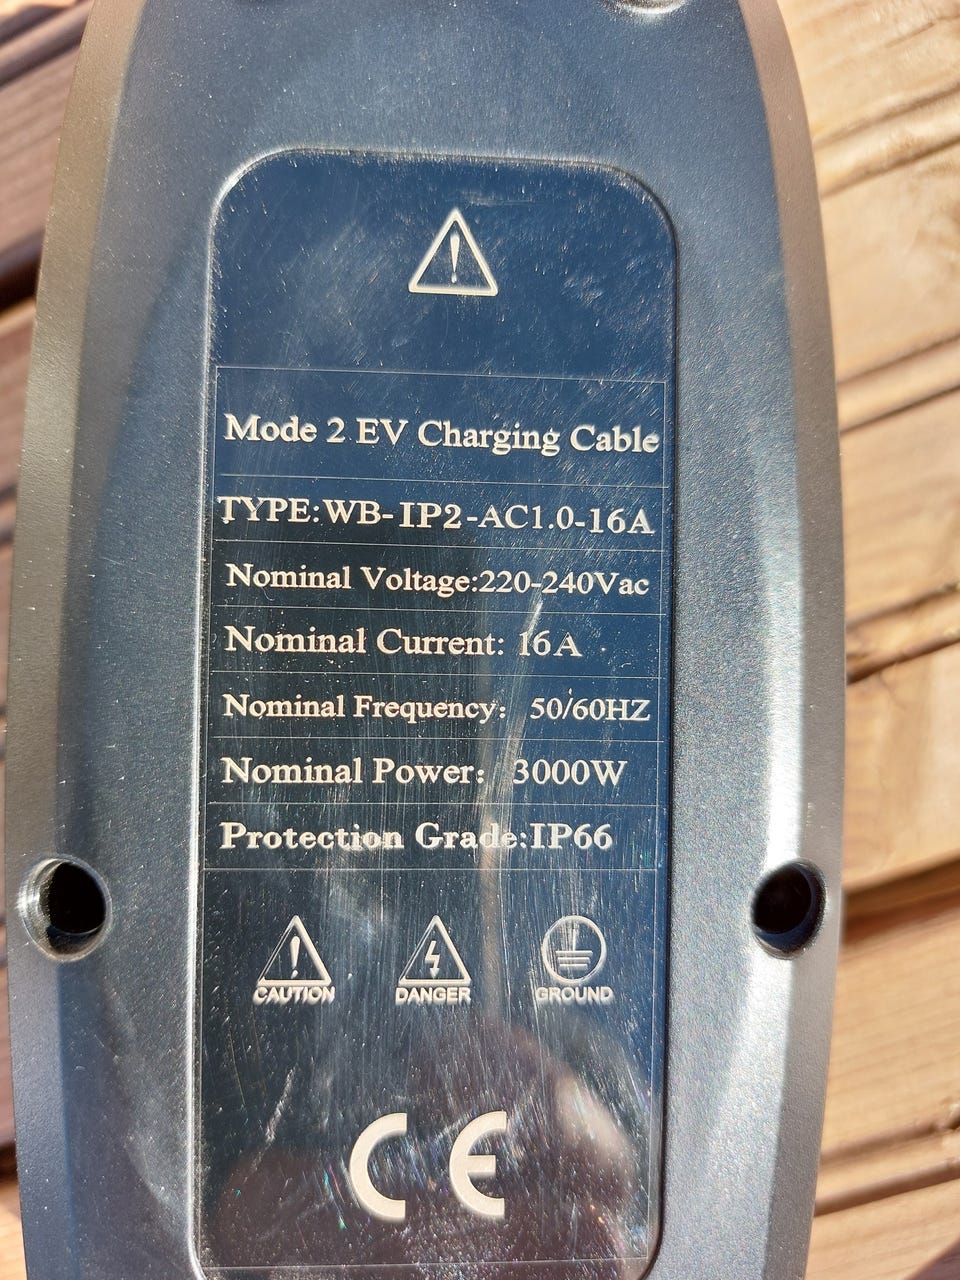 Mode 2 EV Charging Cable
TYPE:WB-IP2-AC1.0-16A
Nominal Voltage:220-240Vac
Nominal Current: 16A
Nominal Frequency: 50/60HZ
Nominal Power: 3000W
Protection Grade:IP66
CAUTION DANGER GROUND
CE